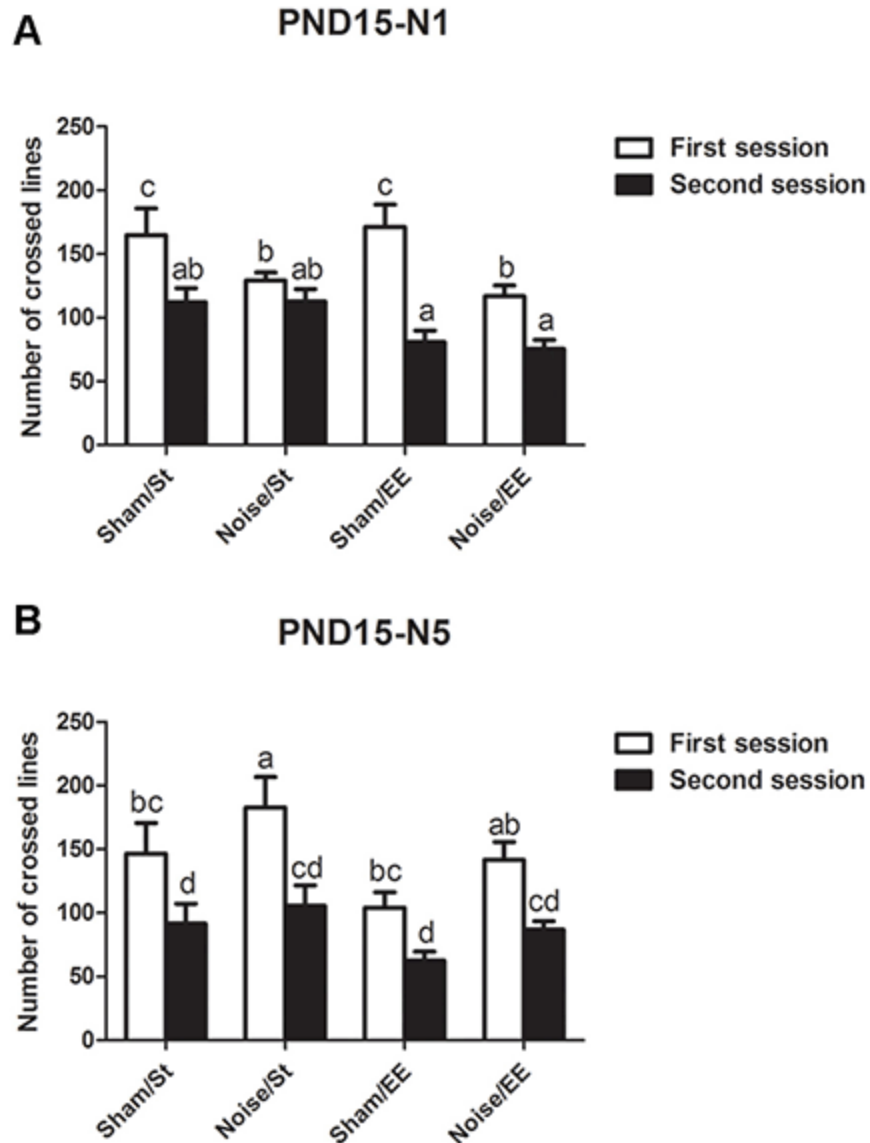 A
PND15-N1
Number of crossed lines
250
200
150
100
50
0
c
ab
b
ab
c
a
b
a
Sham/St
Noise/St
Sham/EE
Noise/EE
First session
Second session
B
PND15-N5
Number of crossed lines
250
200
150
100
50
0
bc
d
a
cd
bc
d
ab
cd
Sham/St
Noise/St
Sham/EE
Noise/EE
First session
Second session